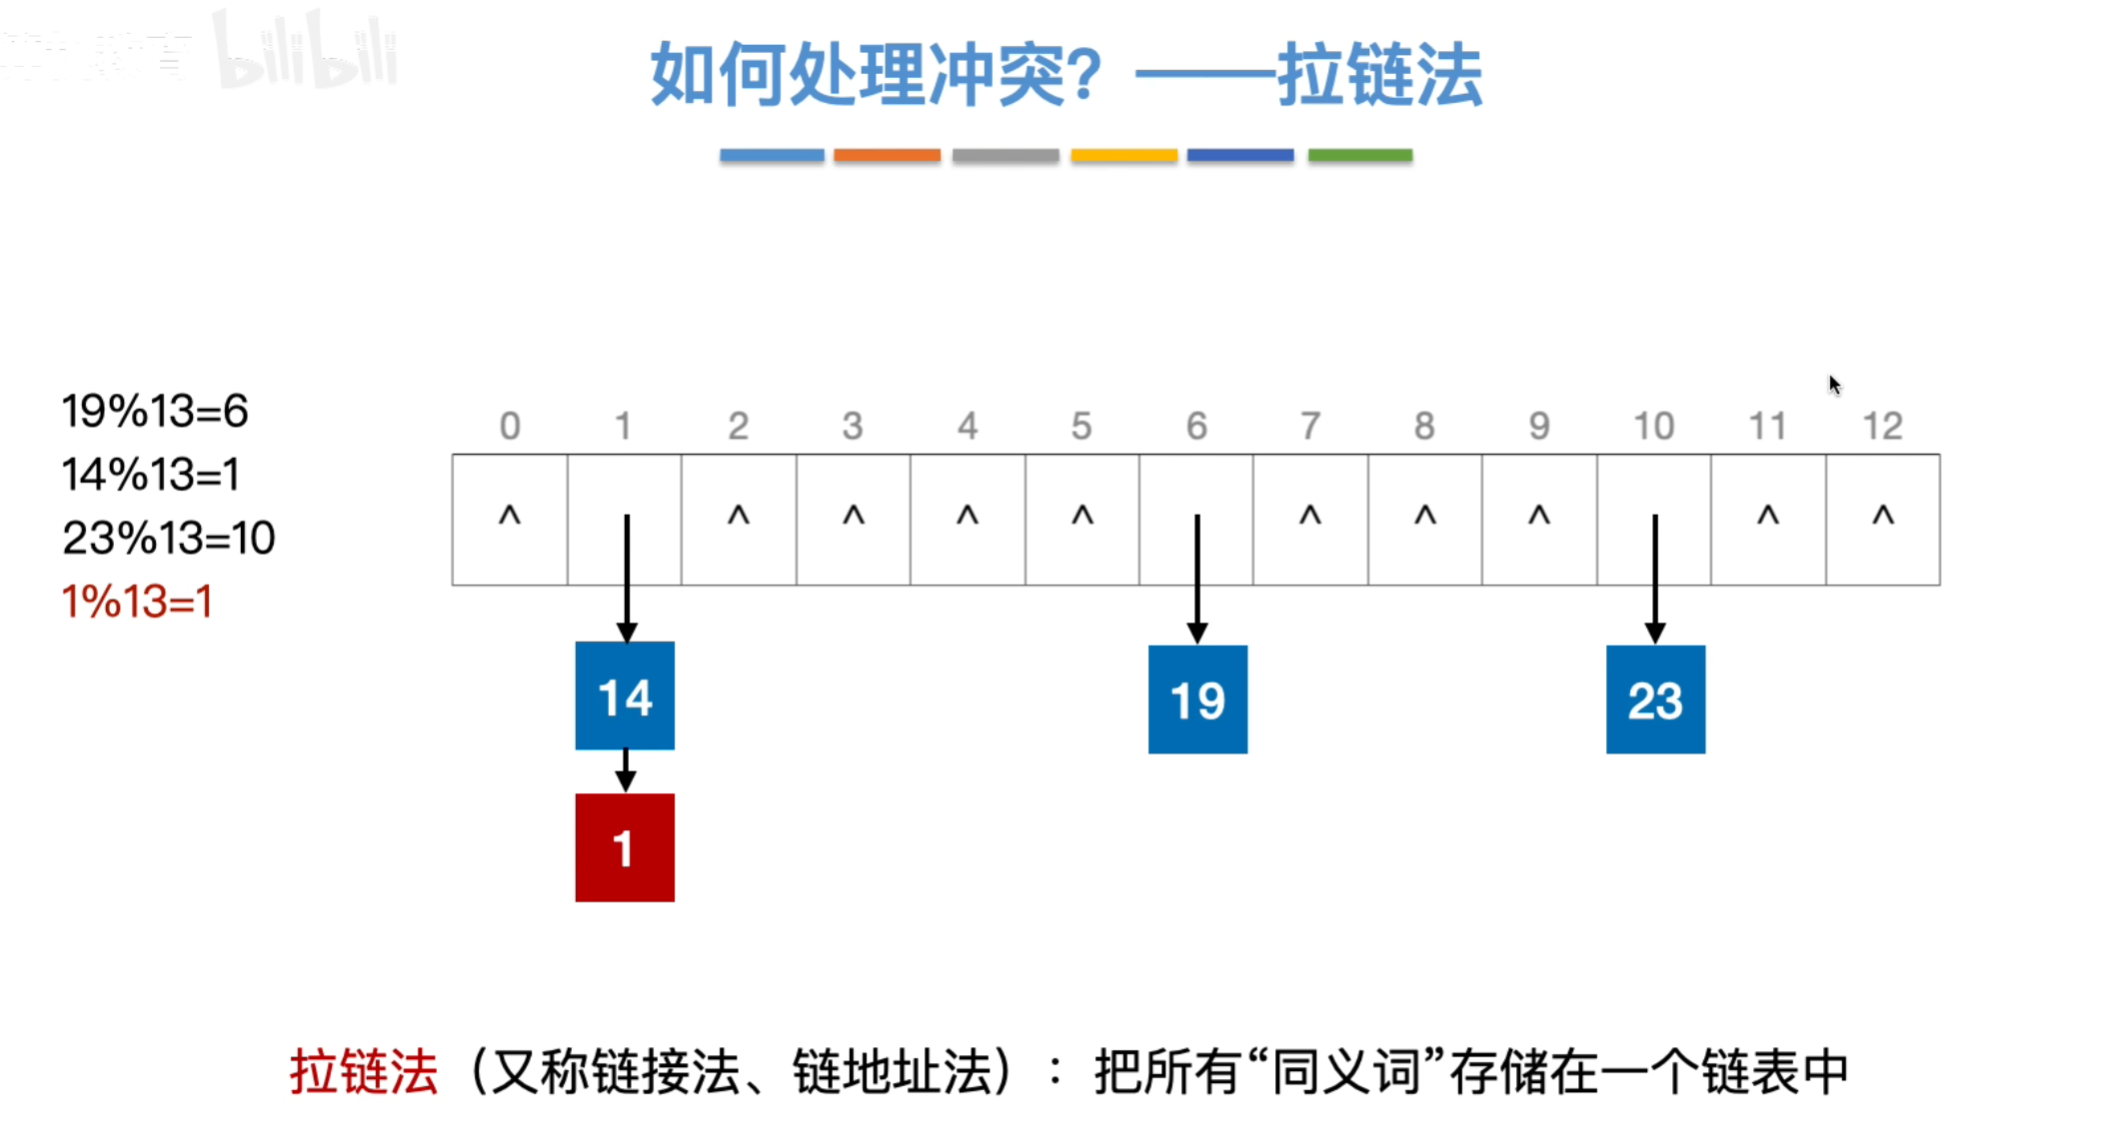 bilibili
如何处理冲突？——拉链法
19%13=6
14%13=1
23%13=10
1%13=1
0 1 2 3 4 5 6 7 8 9 10 11 12
^ ^ ^ ^ ^ ^ ^ ^ ^ ^
14 19 23
1
拉链法（又称链接法、链地址法）：把所有“同义词”存储在一个链表中